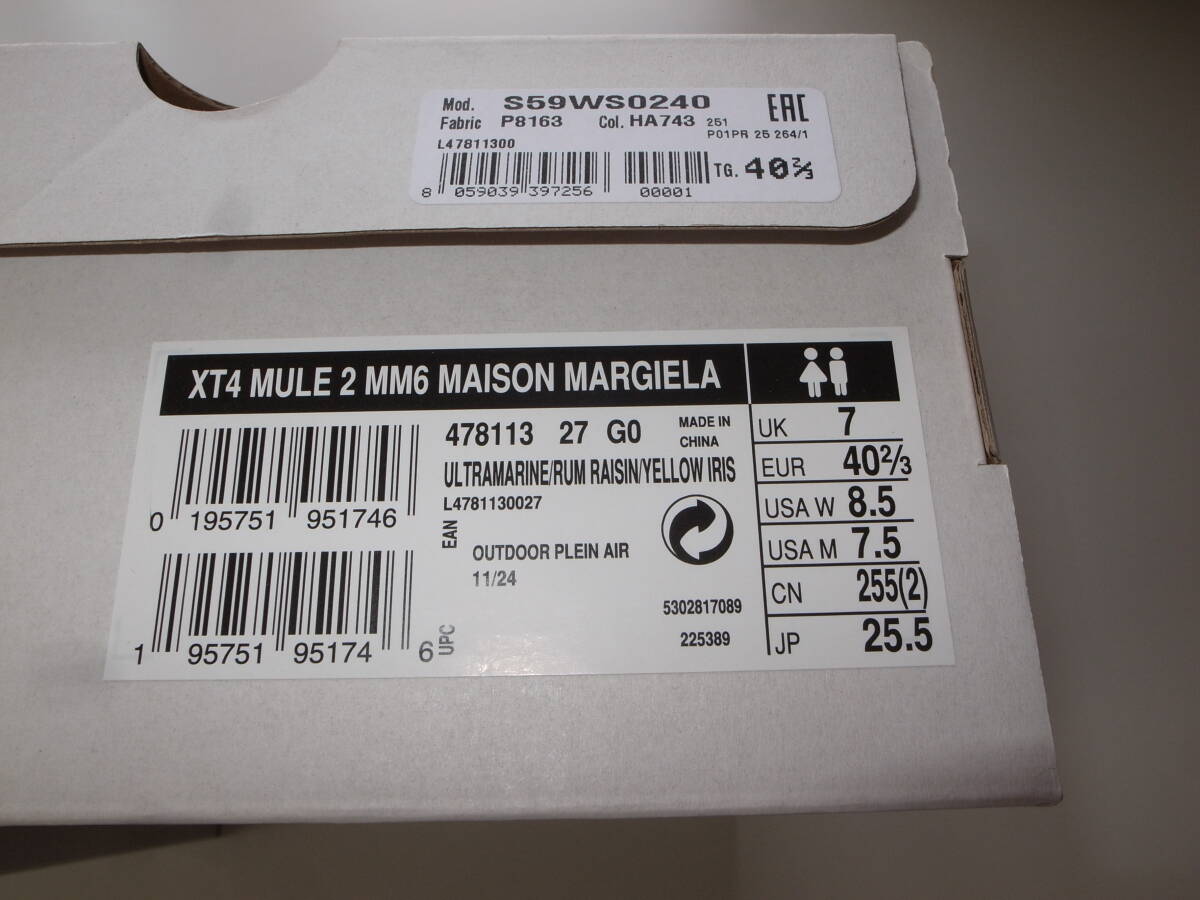 Mod. S59WS0240 EAC
Fabric P8163 Col. HA743 251
P01PR 25 264/1
L47811300
8 059039 397256 00001 TG. 40⅔
XT4 MULE 2 MM6 MAISON MARGIELA
478113 27 G0 MADE IN CHINA
ULTRAMARINE/RUM RAISIN/YELLOW IRIS
L4781130027
0 195751 951746 EAN
OUTDOOR PLEIN AIR
11/24
5302817089
225389
1 95751 95174 6 UPC
UK 7
EUR 40⅔
USA W 8.5
USA M 7.5
CN 255(2)
JP 25.5